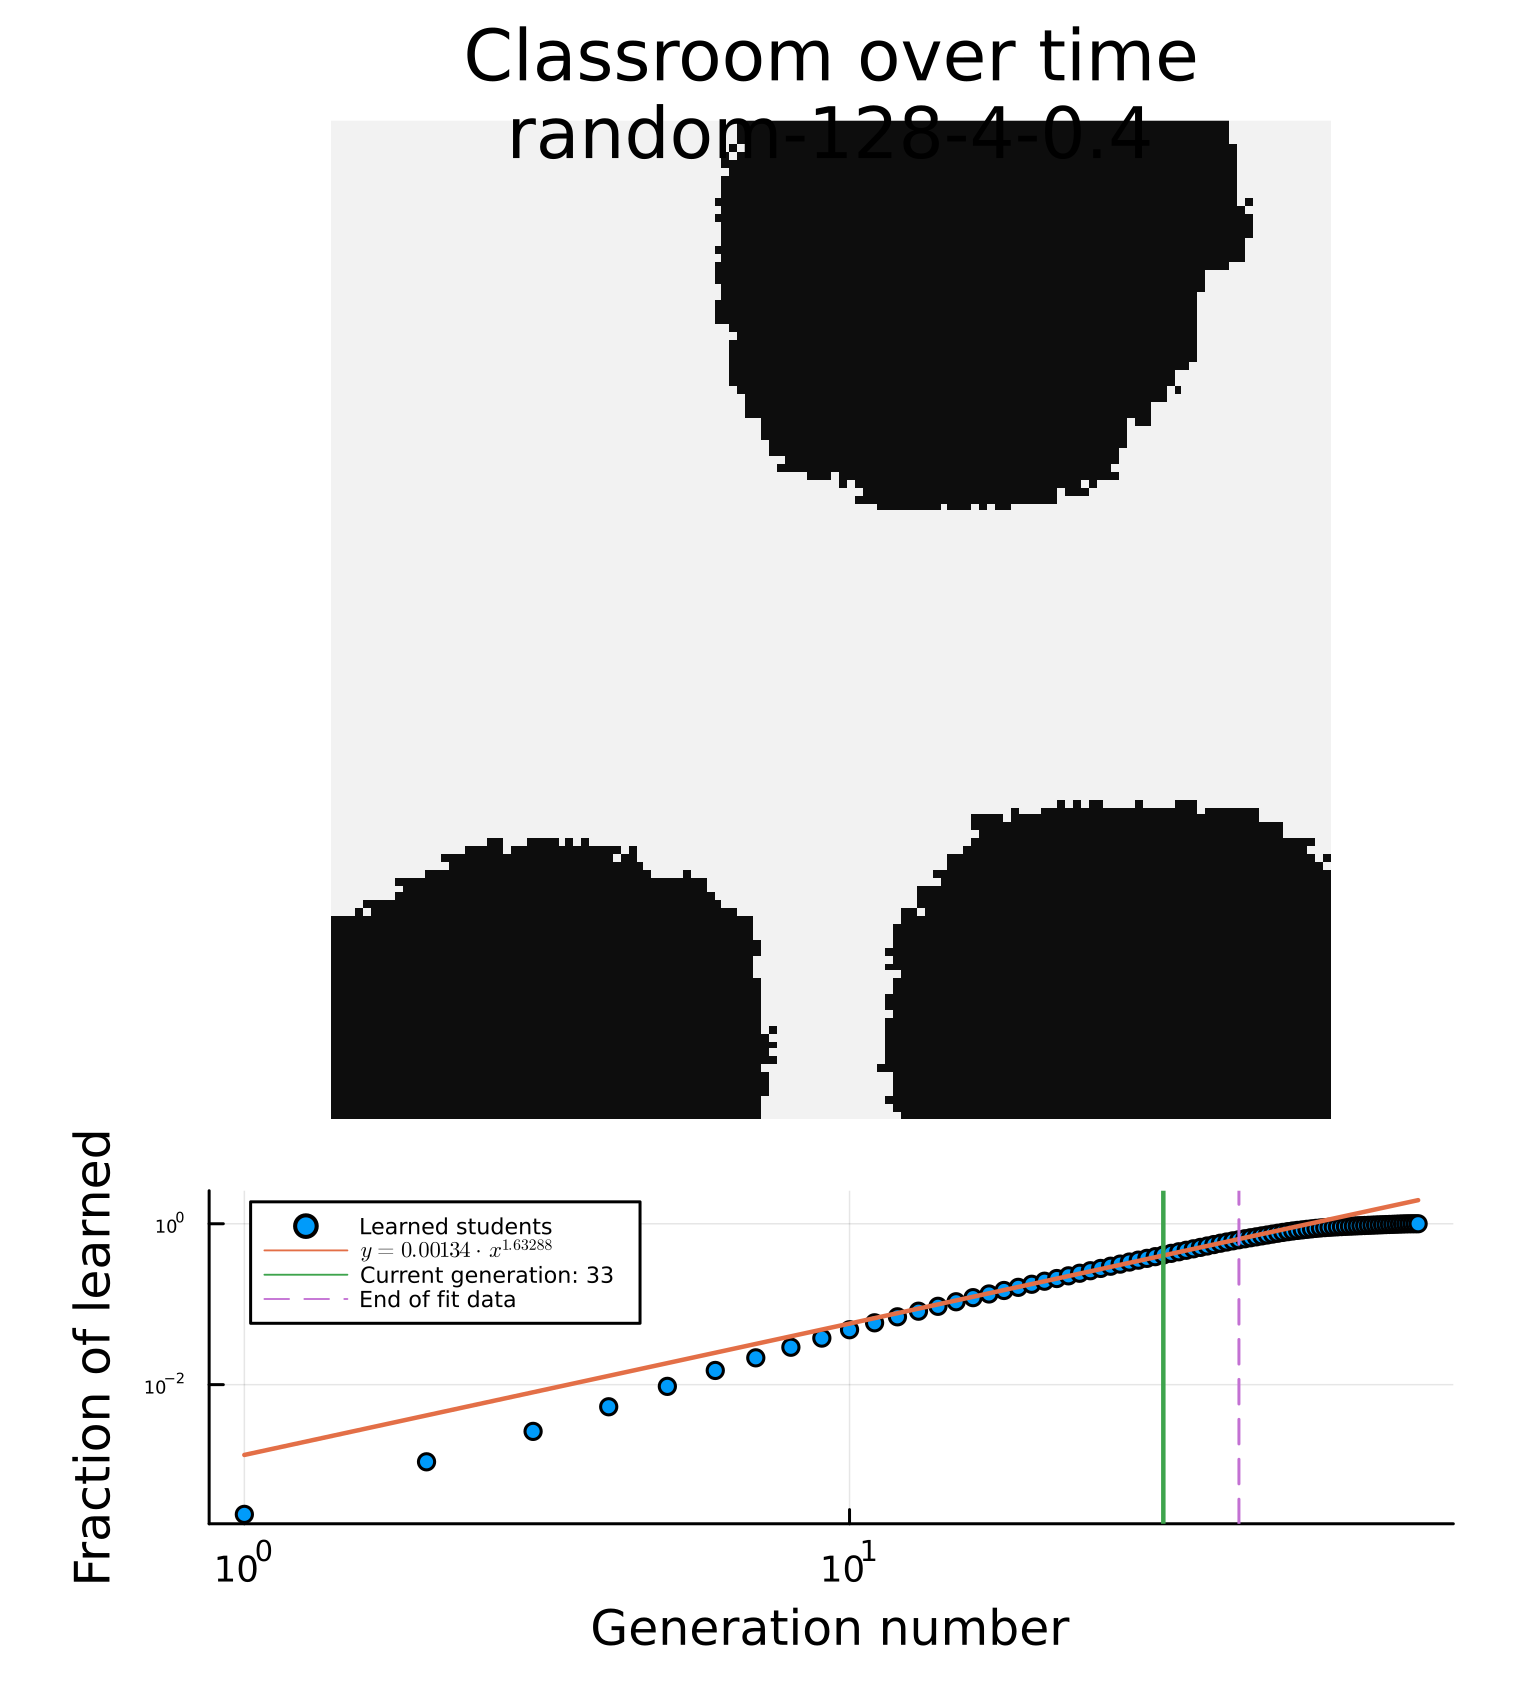 Classroom over time
random-128-4-0.4
Fraction of learned
10⁰
10⁻²
Learned students
y = 0.00134 · x^1.63288
Current generation: 33
End of fit data
10⁰
10¹
Generation number